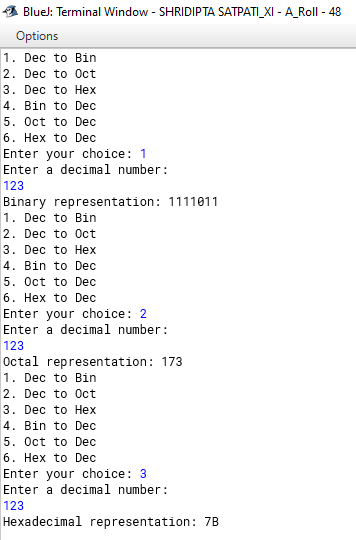 BlueJ: Terminal Window - SHRIDIPTA SATPATI_XI - A_Roll - 48
Options
1. Dec to Bin
2. Dec to Oct
3. Dec to Hex
4. Bin to Dec
5. Oct to Dec
6. Hex to Dec
Enter your choice: 1
Enter a decimal number:
123
Binary representation: 1111011
1. Dec to Bin
2. Dec to Oct
3. Dec to Hex
4. Bin to Dec
5. Oct to Dec
6. Hex to Dec
Enter your choice: 2
Enter a decimal number:
123
Octal representation: 173
1. Dec to Bin
2. Dec to Oct
3. Dec to Hex
4. Bin to Dec
5. Oct to Dec
6. Hex to Dec
Enter your choice: 3
Enter a decimal number:
123
Hexadecimal representation: 7B